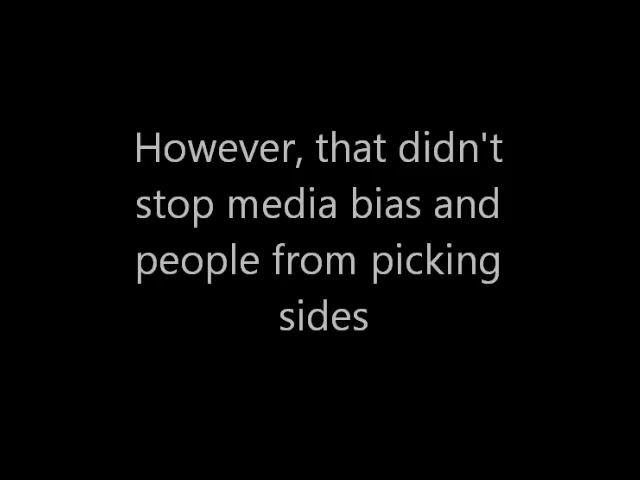 However, that didn't
stop media bias and
people from picking
sides